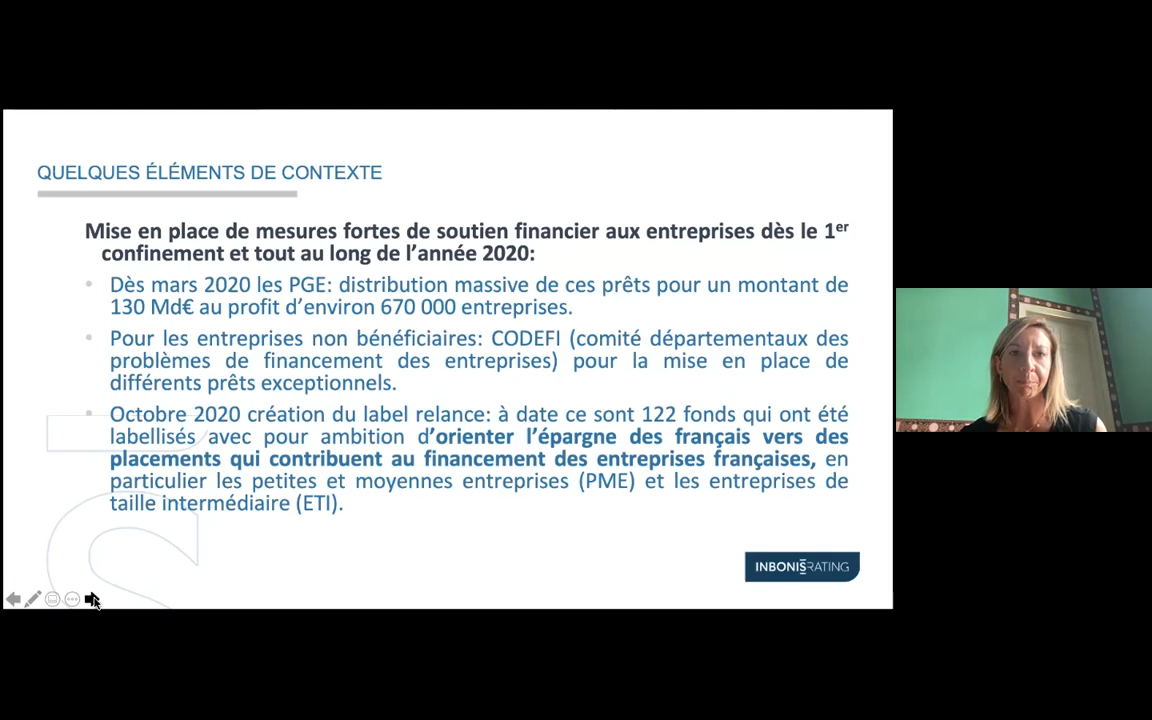 QUELQUES ÉLÉMENTS DE CONTEXTE
Mise en place de mesures fortes de soutien financier aux entreprises dès le 1er
confinement et tout au long de l'année 2020:
• Dès mars 2020 les PGE: distribution massive de ces prêts pour un montant de
130 Md€ au profit d'environ 670 000 entreprises.
• Pour les entreprises non bénéficiaires: CODEFI (comité départementaux des
problèmes de financement des entreprises) pour la mise en place de
différents prêts exceptionnels.
• Octobre 2020 création du label relance: à date ce sont 122 fonds qui ont été
labellisés avec pour ambition d'orienter l'épargne des français vers des
placements qui contribuent au financement des entreprises françaises, en
particulier les petites et moyennes entreprises (PME) et les entreprises de
taille intermédiaire (ETI).
INBONIS RATING